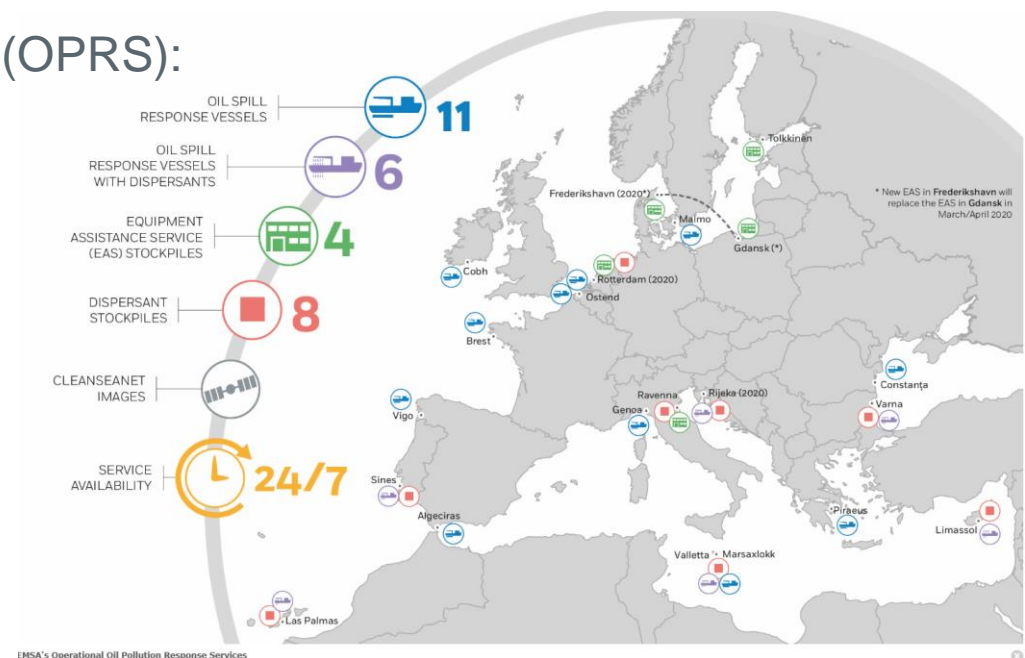 (OPRS):
OIL SPILL
RESPONSE VESSELS
11
OIL SPILL
RESPONSE VESSELS
WITH DISPERSANTS
6
EQUIPMENT
ASSISTANCE SERVICE
(EAS) STOCKPILES
4
DISPERSANT
STOCKPILES
8
CLEANSEANET
IMAGES
SERVICE
AVAILABILITY
24/7
Tolkkinen
Frederikshavn (2020*)
* New EAS in Frederikshavn will
replace the EAS in Gdansk in
March/April 2020
Malmo
Gdansk (*)
Cobh
Rotterdam (2020)
Ostend
Brest
Constanţa
Varna
Ravenna
Rijeka (2020)
Genoa
Vigo
Sines
Algeciras
Piraeus
Limassol
Valletta
Marsaxlokk
Las Palmas
EMSA's Operational Oil Pollution Response Services